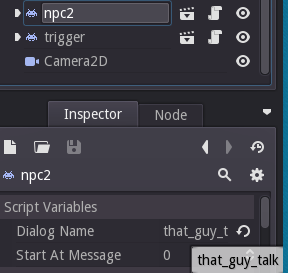 npc2
trigger
Camera2D
Inspector Node
npc2
Script Variables
Dialog Name that_guy_t
Start At Message 0
that_guy_talk